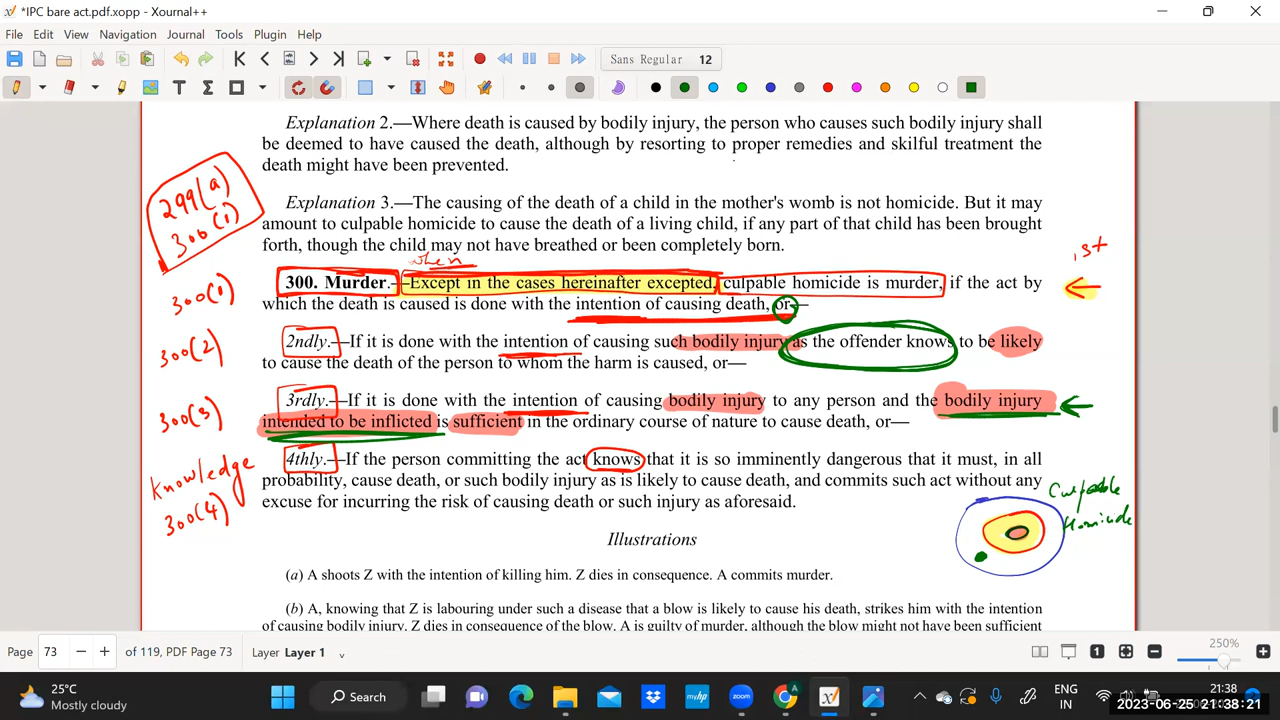 *IPC bare act.pdf.xopp - Xournal++
File Edit View Navigation Journal Tools Plugin Help
Sans Regular 12
Explanation 2.—Where death is caused by bodily injury, the person who causes such bodily injury shall
be deemed to have caused the death, although by resorting to proper remedies and skilful treatment the
death might have been prevented.
299(a)
300(1)
Explanation 3.—The causing of the death of a child in the mother's womb is not homicide. But it may
amount to culpable homicide to cause the death of a living child, if any part of that child has been brought
forth, though the child may not have breathed or been completely born.
when
1st
300(1)
300. Murder.—Except in the cases hereinafter excepted, culpable homicide is murder, if the act by
which the death is caused is done with the intention of causing death, or—
300(2)
2ndly.—If it is done with the intention of causing such bodily injury as the offender knows to be likely
to cause the death of the person to whom the harm is caused, or—
300(3)
3rdly.—If it is done with the intention of causing bodily injury to any person and the bodily injury
intended to be inflicted is sufficient in the ordinary course of nature to cause death, or—
Knowledge
300(4)
4thly.—If the person committing the act knows that it is so imminently dangerous that it must, in all
probability, cause death, or such bodily injury as is likely to cause death, and commits such act without any
excuse for incurring the risk of causing death or such injury as aforesaid.
Culpable
Homicide
Illustrations
(a) A shoots Z with the intention of killing him. Z dies in consequence. A commits murder.
(b) A, knowing that Z is labouring under such a disease that a blow is likely to cause his death, strikes him with the intention
of causing bodily injury. Z dies in consequence of the blow. A is guilty of murder, although the blow might not have been sufficient
Page 73 of 119, PDF Page 73 Layer Layer 1 250%
25°C
Mostly cloudy
Search
myhp
zoom
A
ENG
IN
21:38
2023-06-25 21:38:21